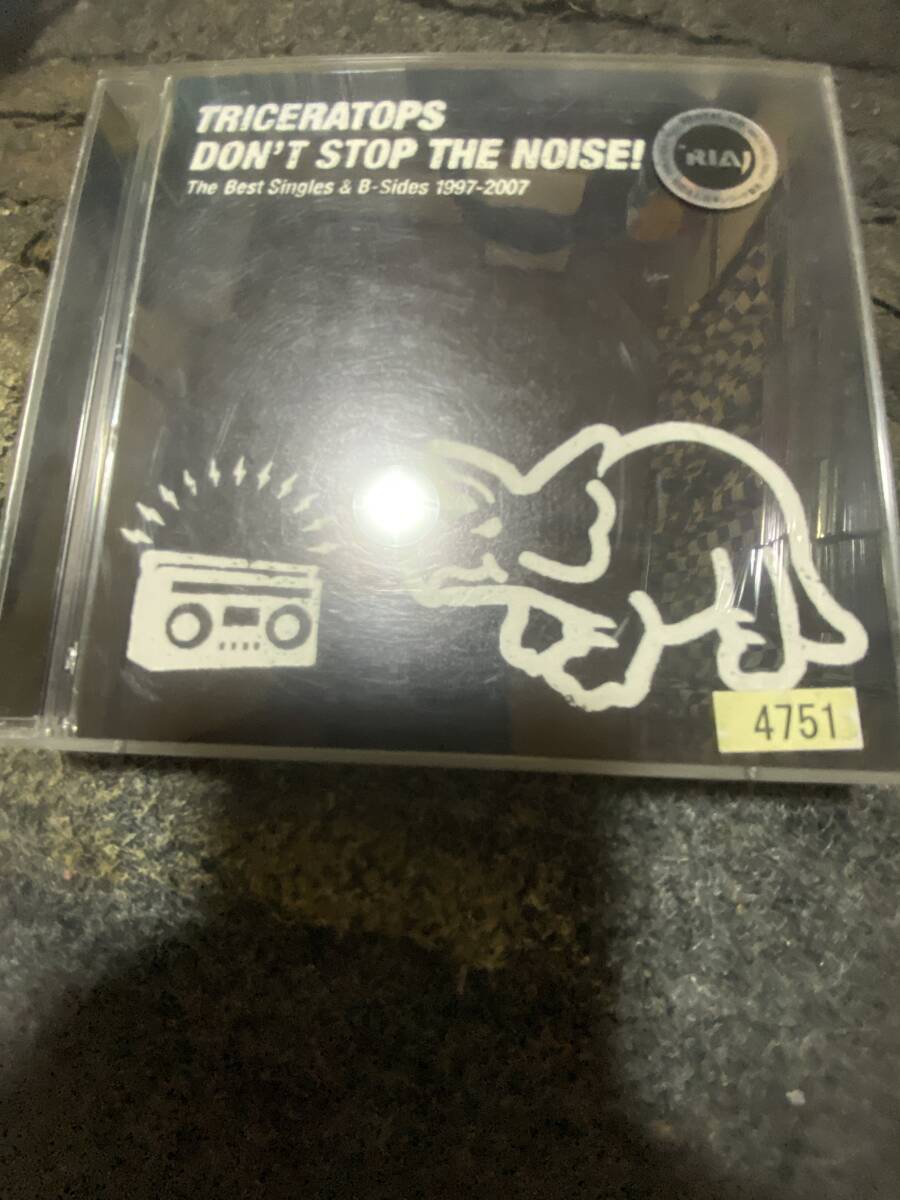 TRICERATOPS
DON'T STOP THE NOISE!
The Best Singles & B-Sides 1997-2007
RIAJ
4751